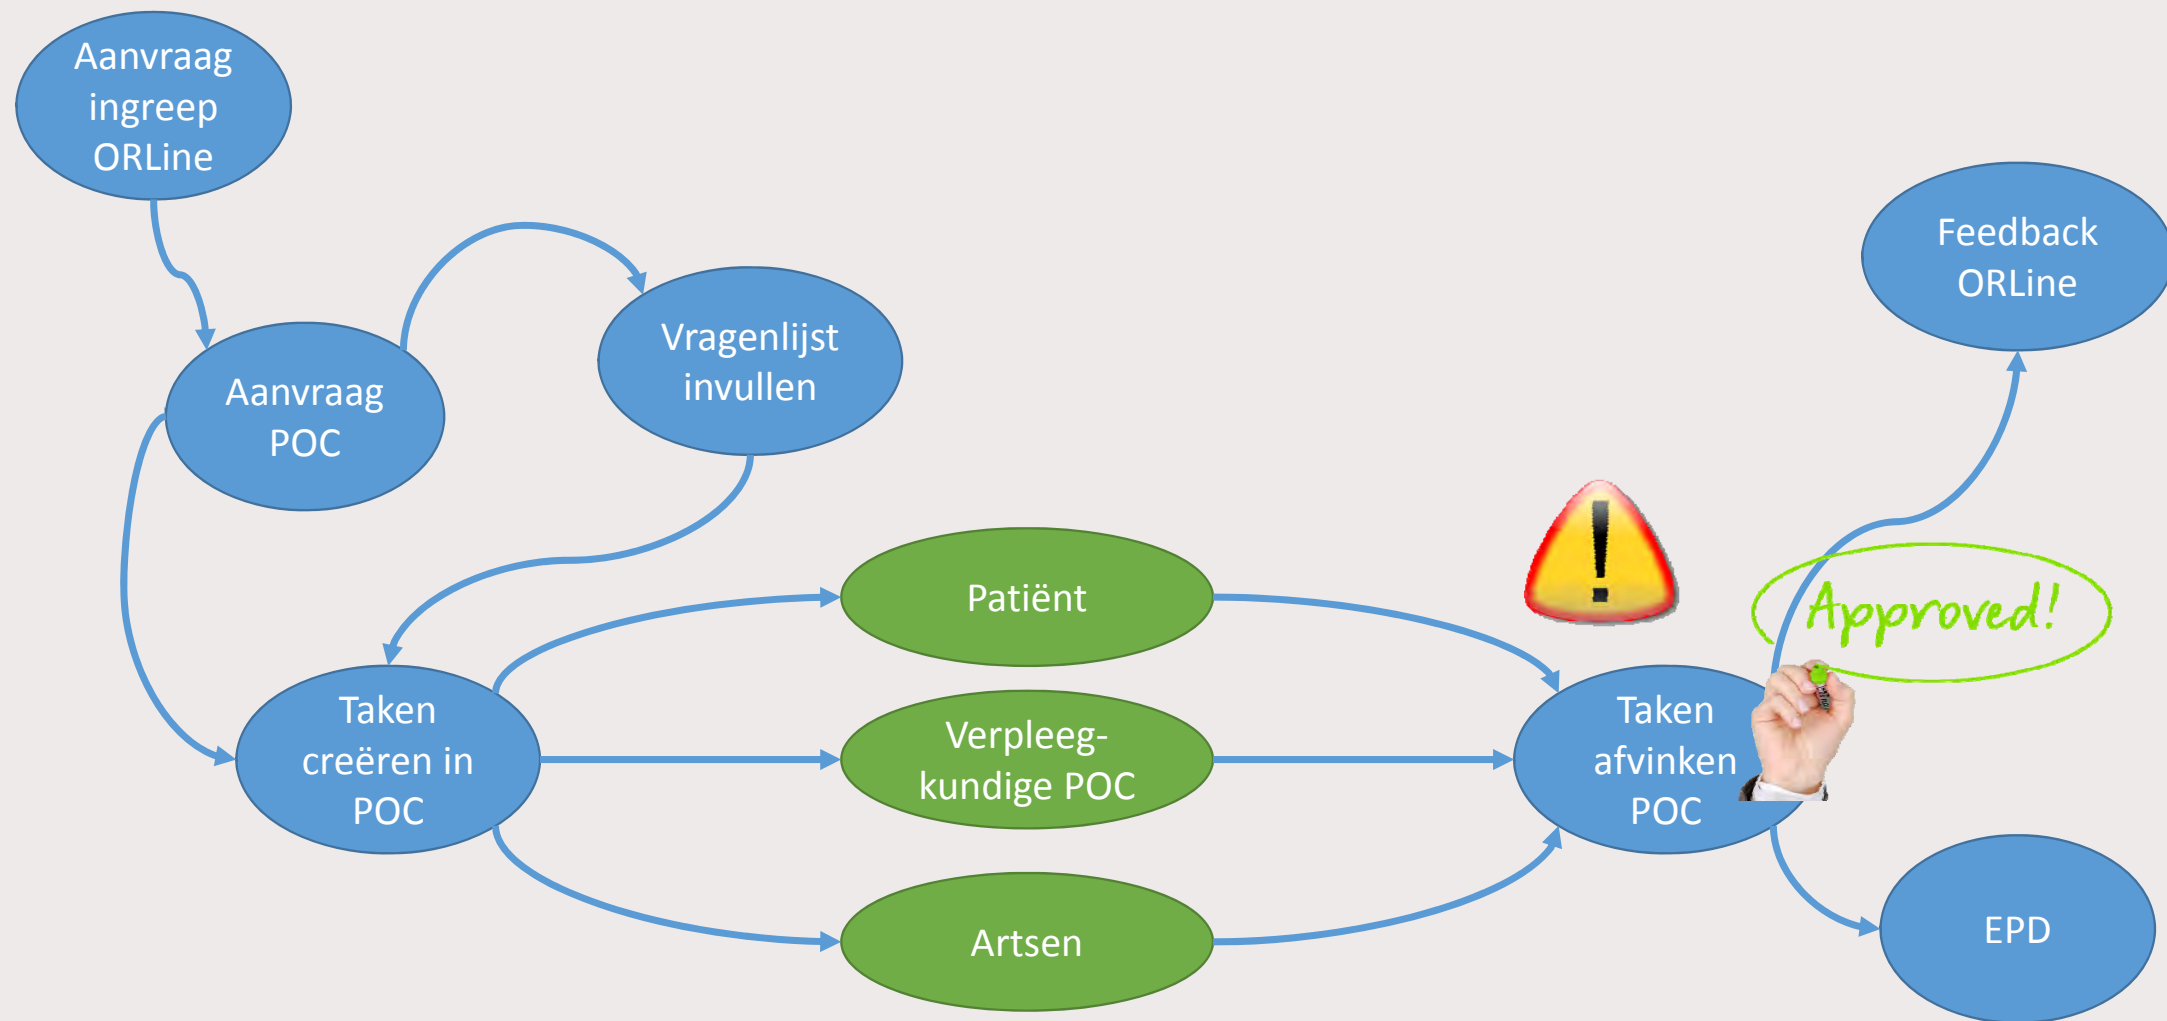 Aanvraag
ingreep
ORLine
Feedback
ORLine
Vragenlijst
invullen
Aanvraag
POC
Patiënt
Approved!
Taken
creëren in
POC
Verpleeg-
kundige POC
Taken
afvinken
POC
Artsen
EPD